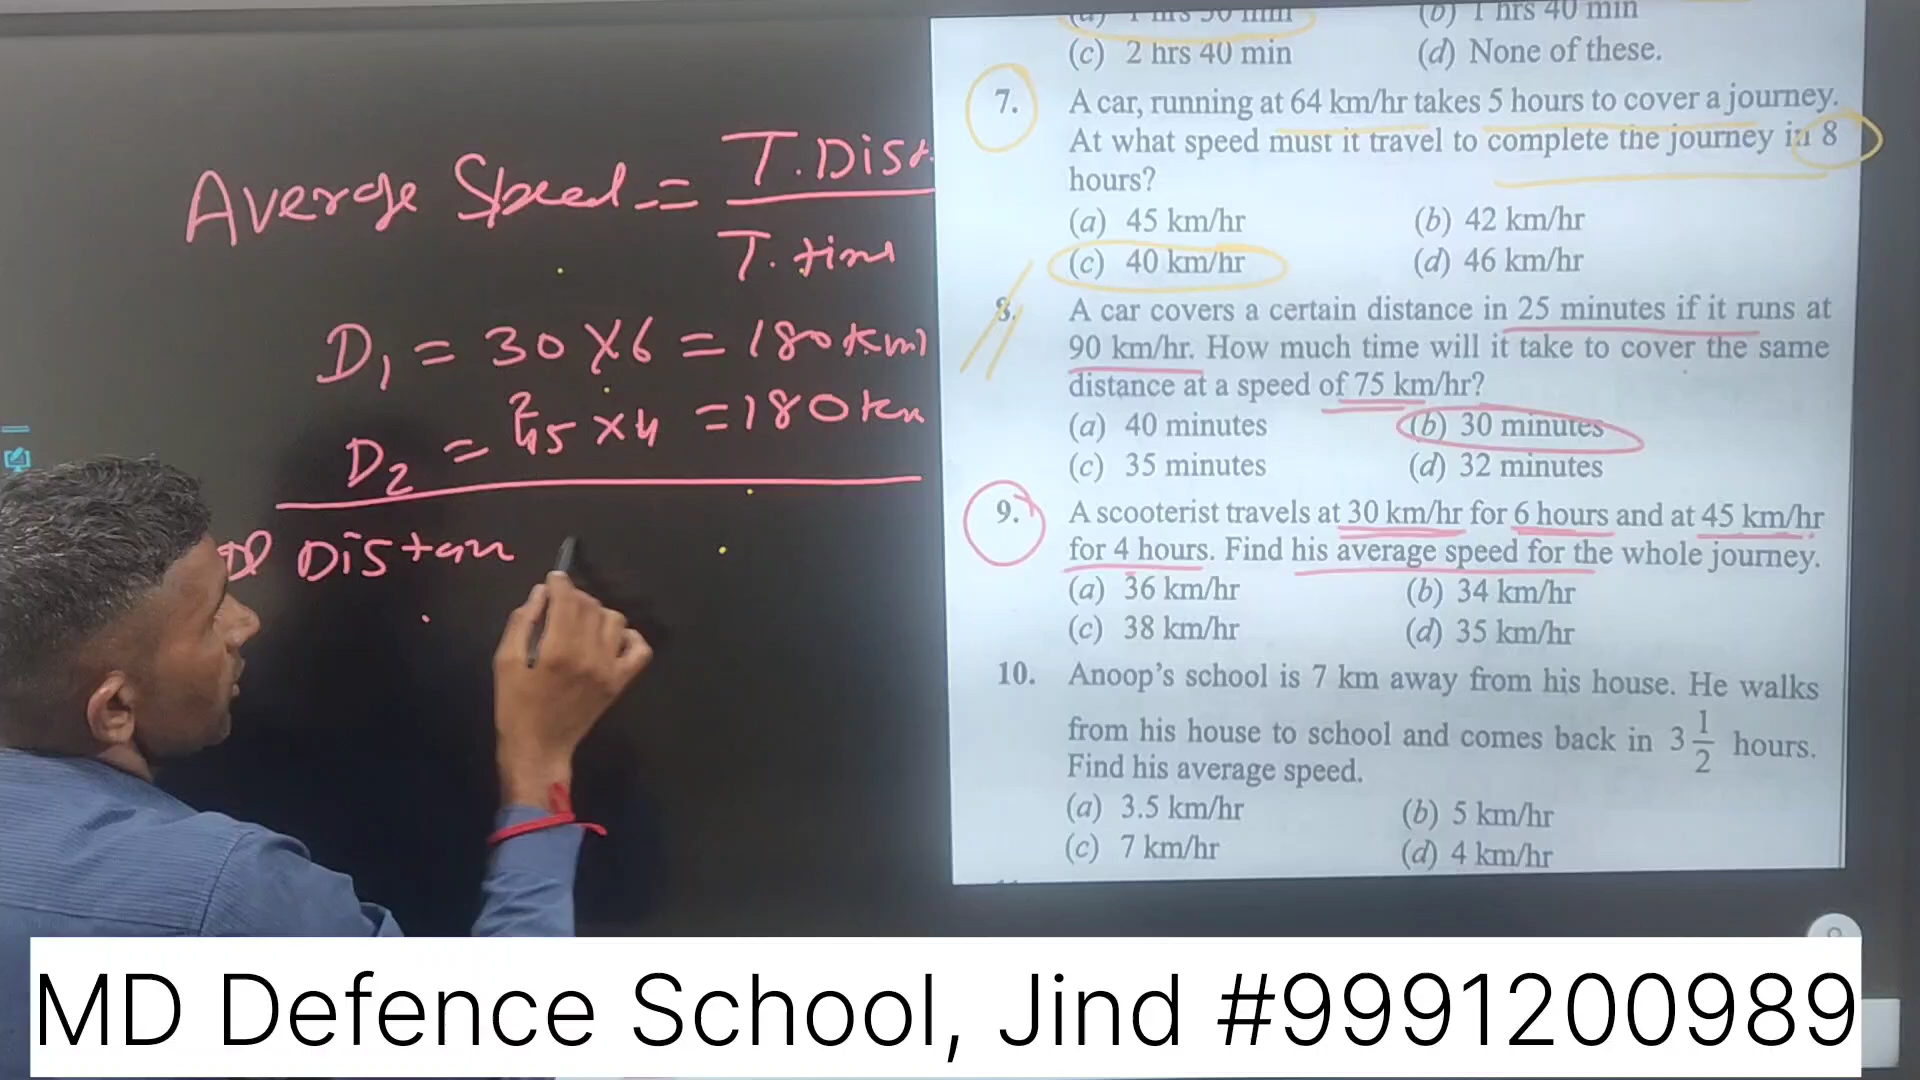 Average Speed = T. Dist.
T. time
D1 = 30 X 6 = 180 km
D2 = 45 X 4 = 180 km
Distan
(b) 1 hrs 40 min
(c) 2 hrs 40 min (d) None of these.
7. A car, running at 64 km/hr takes 5 hours to cover a journey.
At what speed must it travel to complete the journey in 8
hours?
(a) 45 km/hr (b) 42 km/hr
(c) 40 km/hr (d) 46 km/hr
8. A car covers a certain distance in 25 minutes if it runs at
90 km/hr. How much time will it take to cover the same
distance at a speed of 75 km/hr?
(a) 40 minutes (b) 30 minutes
(c) 35 minutes (d) 32 minutes
9. A scooterist travels at 30 km/hr for 6 hours and at 45 km/hr
for 4 hours. Find his average speed for the whole journey.
(a) 36 km/hr (b) 34 km/hr
(c) 38 km/hr (d) 35 km/hr
10. Anoop's school is 7 km away from his house. He walks
from his house to school and comes back in 3 1/2 hours.
Find his average speed.
(a) 3.5 km/hr (b) 5 km/hr
(c) 7 km/hr (d) 4 km/hr
MD Defence School, Jind #9991200989